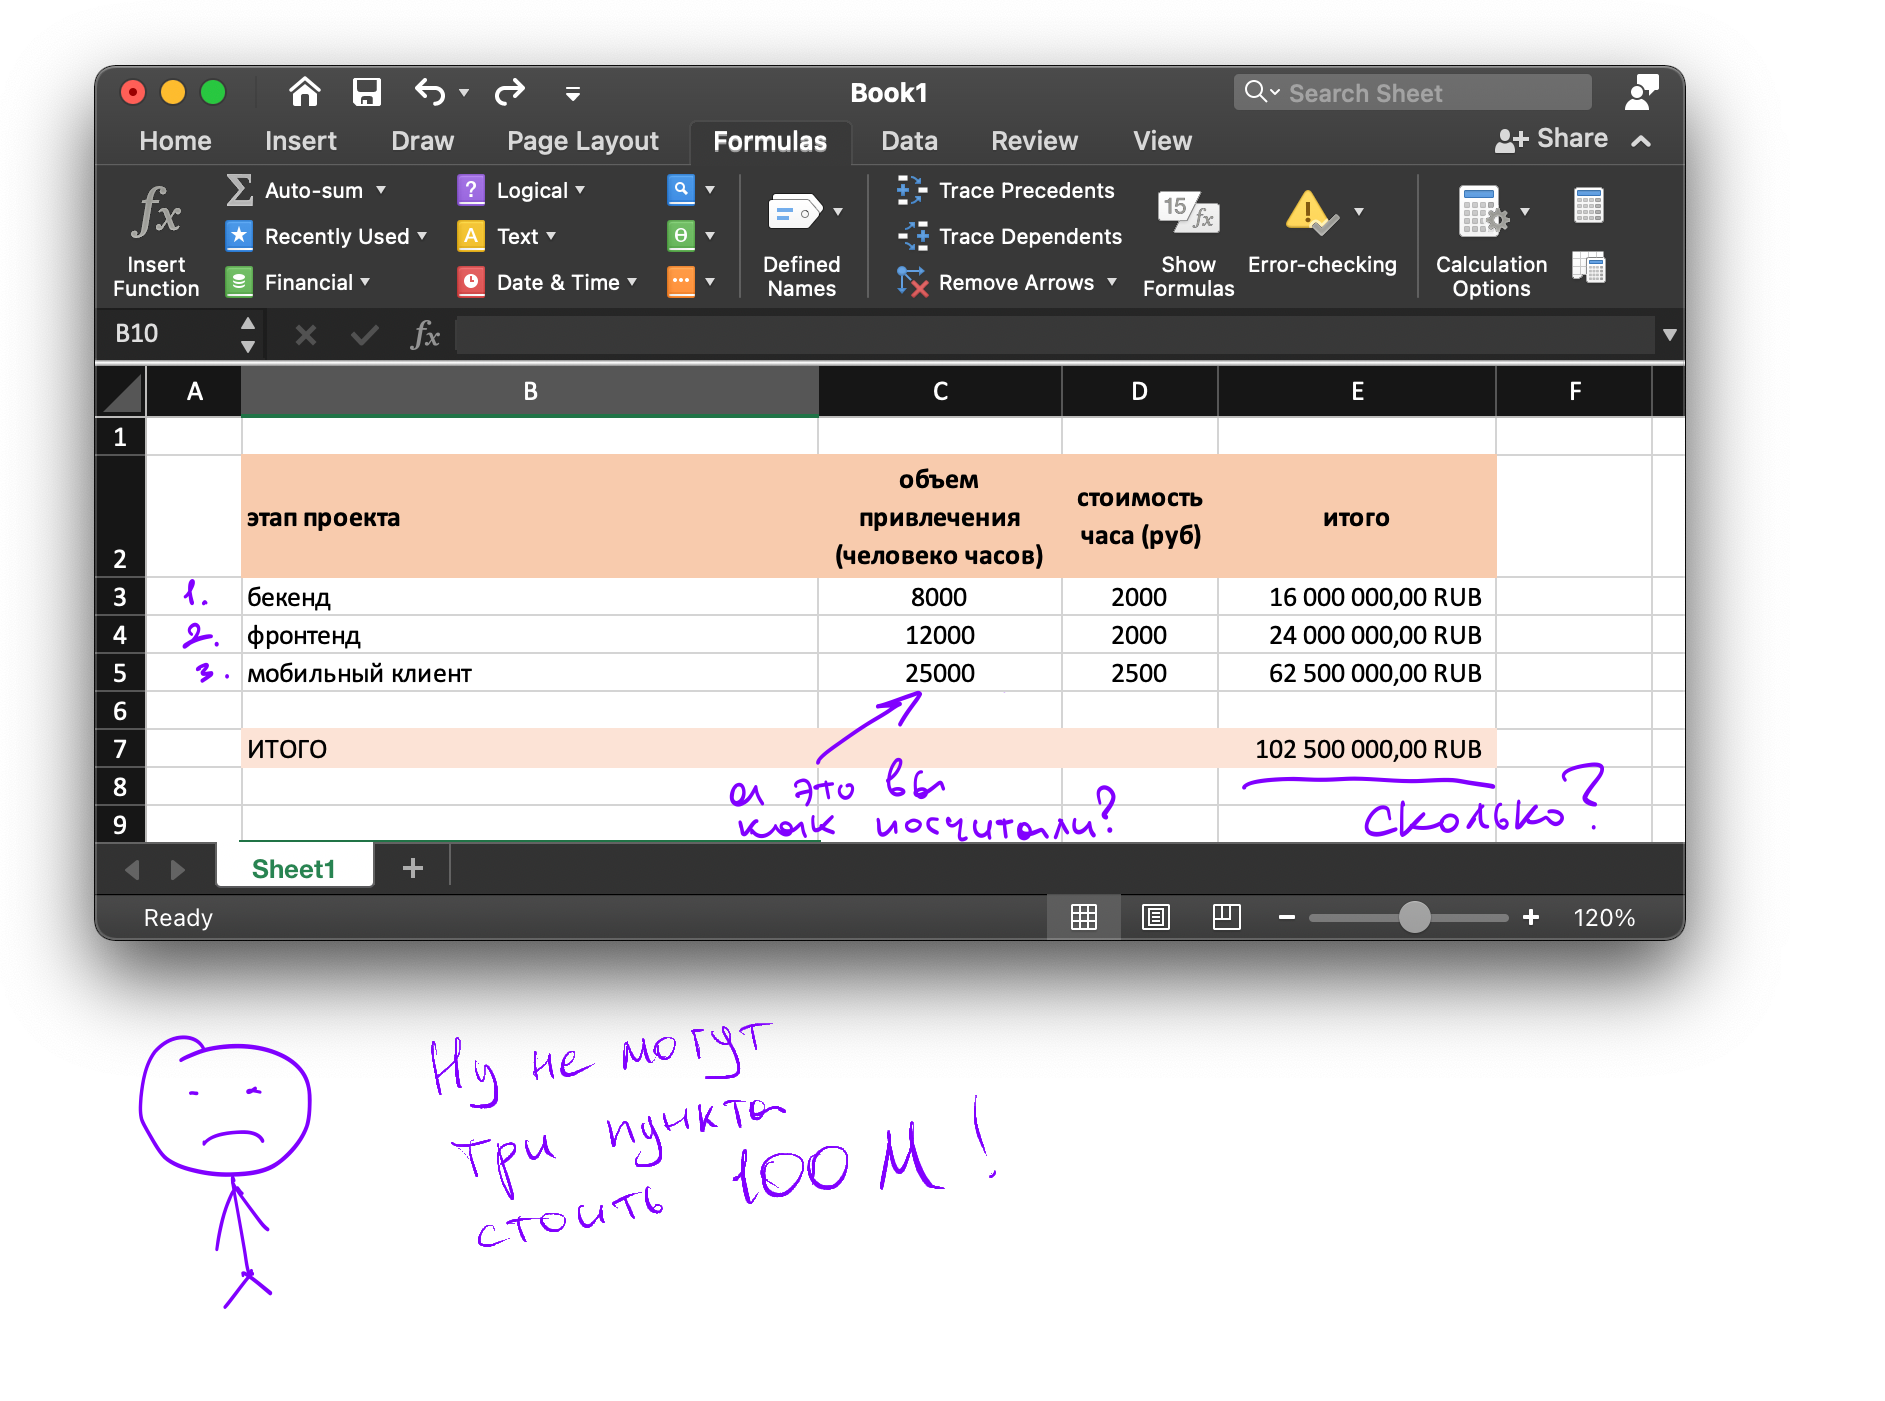 Book1
Search Sheet
Home Insert Draw Page Layout Formulas Data Review View Share
Auto-sum Logical Trace Precedents
Recently Used Text Trace Dependents
Financial Date & Time Remove Arrows
Insert Function
Defined Names
Show Formulas
Error-checking
Calculation Options
15 fx
B10 fx
A B C D E F
1
2 этап проекта объем привлечения (человеко часов) стоимость часа (руб) итого
3 1. бекенд 8000 2000 16 000 000,00 RUB
4 2. фронтенд 12000 2000 24 000 000,00 RUB
5 3. мобильный клиент 25000 2500 62 500 000,00 RUB
6
7 ИТОГО 102 500 000,00 RUB
8 а это вы
9 как посчитали? сколько?
Sheet1 +
Ready 120%
Ну не могут
три пункта
стоить 100 М!